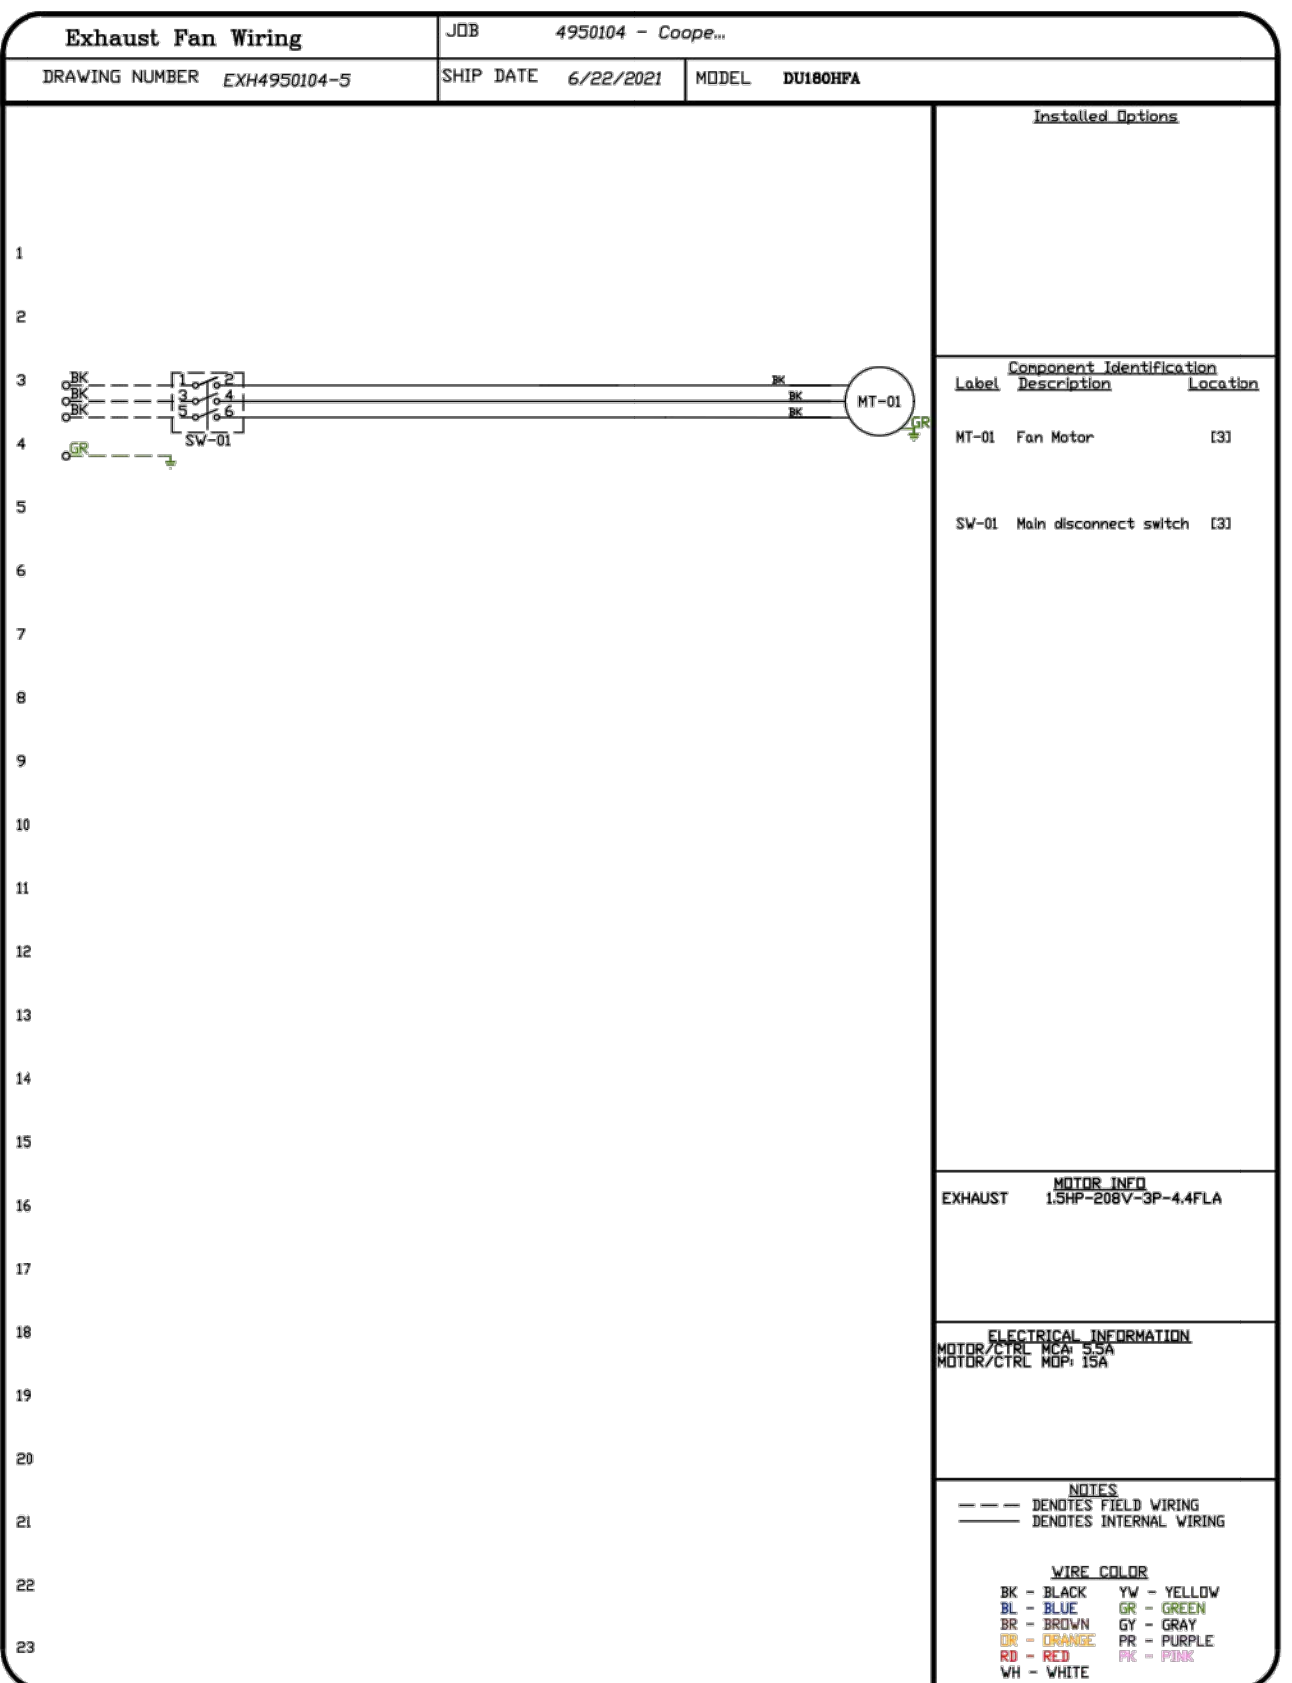 Exhaust Fan Wiring
JOB 4950104 - Coope...
DRAWING NUMBER EXH4950104-5
SHIP DATE 6/22/2021
MODEL DU180HFA
Installed Options
1
2
3
BK 1 2 BK
BK 3 4 BK
BK 5 6 BK
MT-01
GR
SW-01
4
GR
5
6
7
8
9
10
11
12
13
14
15
16
17
18
19
20
21
22
23
Component Identification
Label Description Location
MT-01 Fan Motor [3]
SW-01 Main disconnect switch [3]
MOTOR INFO
EXHAUST 1.5HP-208V-3P-4.4FLA
ELECTRICAL INFORMATION
MOTOR/CTRL MCA: 5.5A
MOTOR/CTRL MOP: 15A
NOTES
DENOTES FIELD WIRING
DENOTES INTERNAL WIRING
WIRE COLOR
BK - BLACK YW - YELLOW
BL - BLUE GR - GREEN
BR - BROWN GY - GRAY
OR - ORANGE PR - PURPLE
RD - RED PK - PINK
WH - WHITE